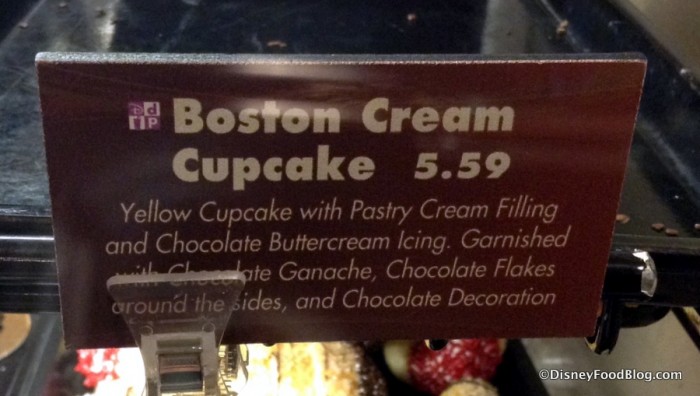 dP Boston Cream
Cupcake 5.59
Yellow Cupcake with Pastry Cream Filling
and Chocolate Buttercream Icing. Garnished
with Chocolate Ganache, Chocolate Flakes
around the sides, and Chocolate Decoration
©DisneyFoodBlog.com